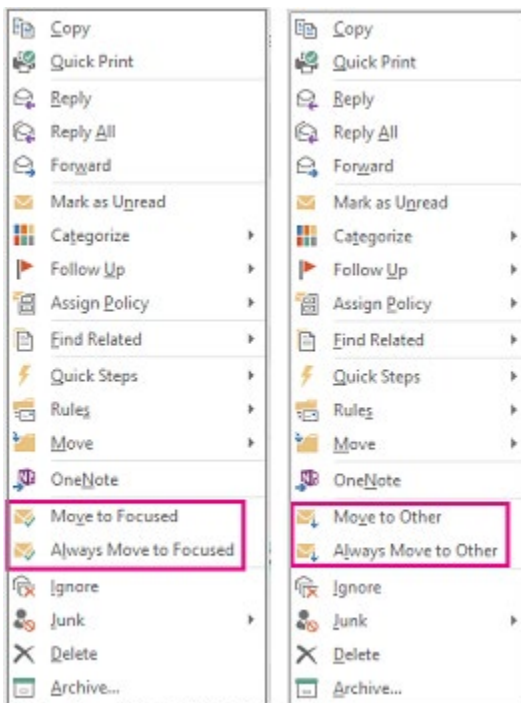 Copy
Quick Print
Reply
Reply All
Forward
Mark as Unread
Categorize
Follow Up
Assign Policy
Find Related
Quick Steps
Rules
Move
OneNote
Move to Focused
Always Move to Focused
Ignore
Junk
Delete
Archive...
Copy
Quick Print
Reply
Reply All
Forward
Mark as Unread
Categorize
Follow Up
Assign Policy
Find Related
Quick Steps
Rules
Move
OneNote
Move to Other
Always Move to Other
Ignore
Junk
Delete
Archive...